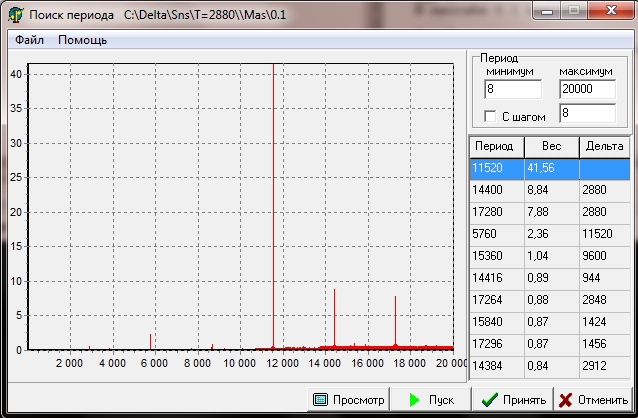 Поиск периода C:\Delta\Sns\T=2880\\Mas\0.1
Файл Помощь
40
35
30
25
20
15
10
5
0
2 000 4 000 6 000 8 000 10 000 12 000 14 000 16 000 18 000 20 000
Период
минимум максимум
8 20000
С шагом 8
Период Вес Дельта
11520 41,56
14400 8,84 2880
17280 7,88 2880
5760 2,36 11520
15360 1,04 9600
14416 0,89 944
17264 0,88 2848
15840 0,87 1424
17296 0,87 1456
14384 0,84 2912
Просмотр Пуск Принять Отменить